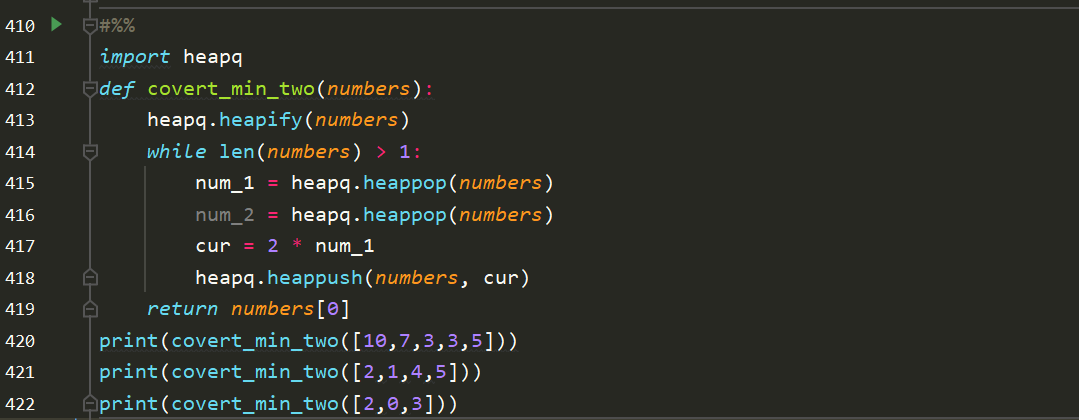 410 #%%
411 import heapq
412 def covert_min_two(numbers):
413     heapq.heapify(numbers)
414     while len(numbers) > 1:
415         num_1 = heapq.heappop(numbers)
416         num_2 = heapq.heappop(numbers)
417         cur = 2 * num_1
418         heapq.heappush(numbers, cur)
419     return numbers[0]
420 print(covert_min_two([10,7,3,3,5]))
421 print(covert_min_two([2,1,4,5]))
422 print(covert_min_two([2,0,3]))